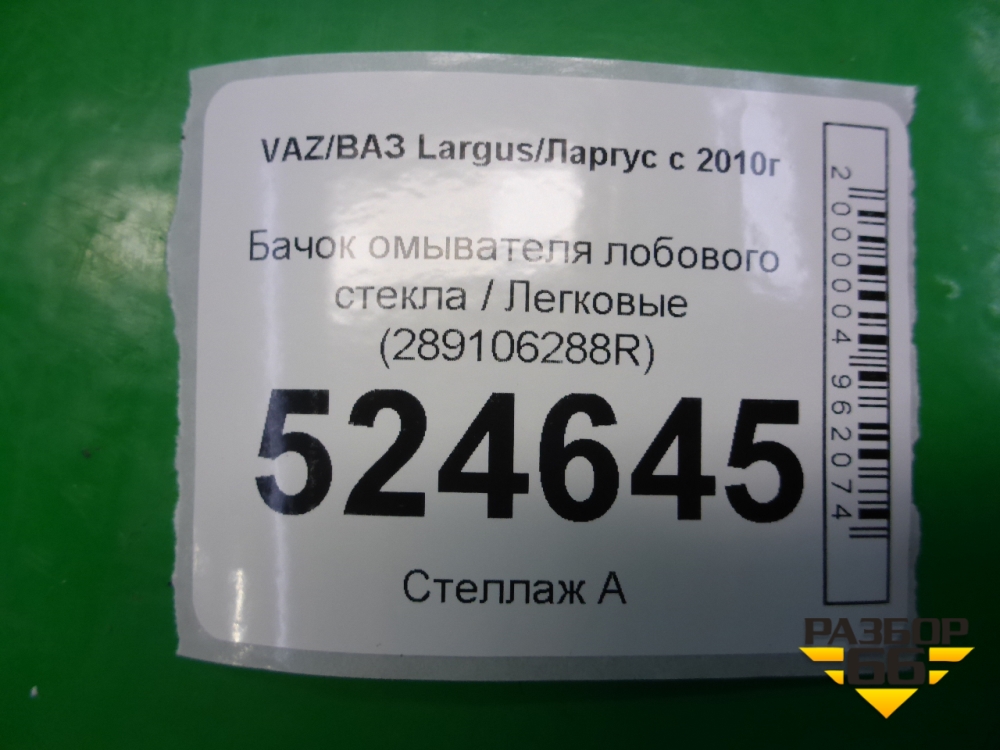 VAZ/ВАЗ Largus/Ларгус с 2010г
Бачок омывателя лобового
стекла / Легковые
(289106288R)
524645
Стеллаж А
2000004962074
РАЗБОР
66